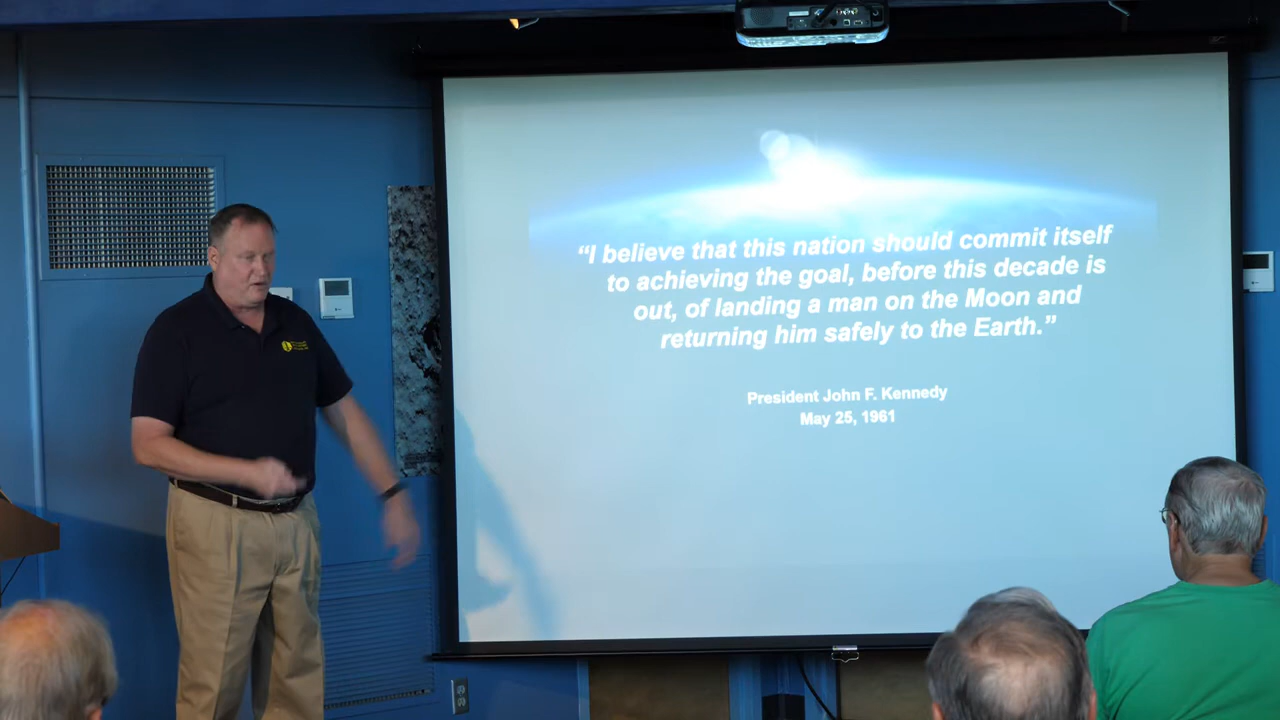 “I believe that this nation should commit itself
to achieving the goal, before this decade is
out, of landing a man on the Moon and
returning him safely to the Earth.”
President John F. Kennedy
May 25, 1961